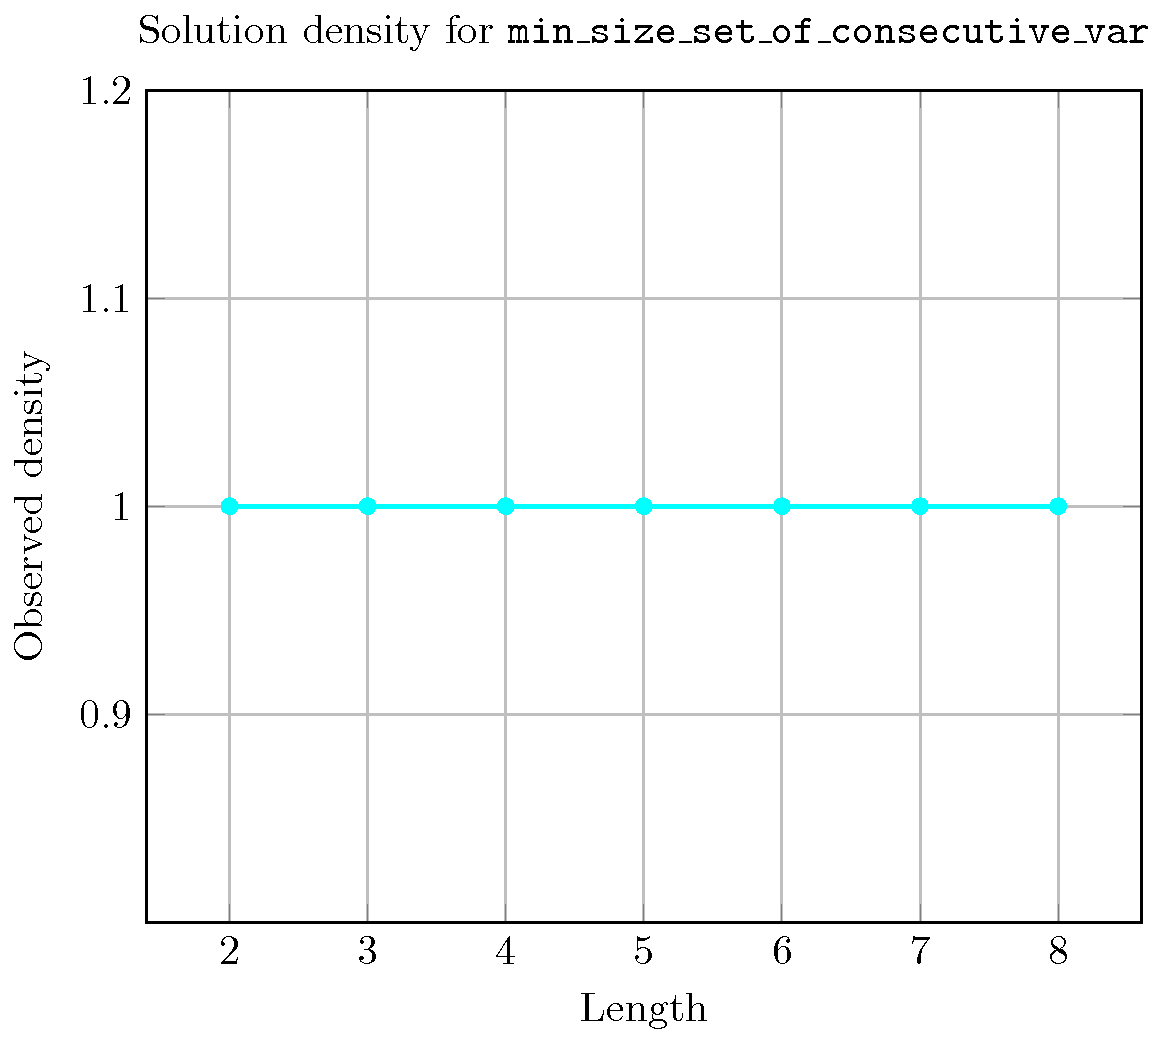 Solution density for min_size_set_of_consecutive_var
1.2
1.1
1
0.9
Observed density
2 3 4 5 6 7 8
Length